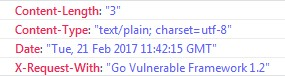 Content-Length: "3"
Content-Type: "text/plain; charset=utf-8"
Date: "Tue, 21 Feb 2017 11:42:15 GMT"
X-Request-With: "Go Vulnerable Framework 1.2"